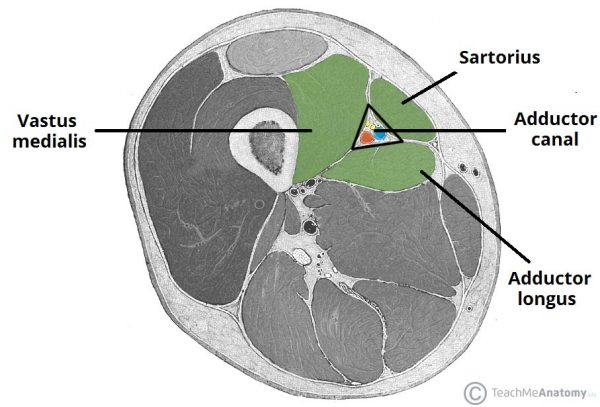 Sartorius
Vastus
medialis
Adductor
canal
Adductor
longus
© TeachMeAnatomy